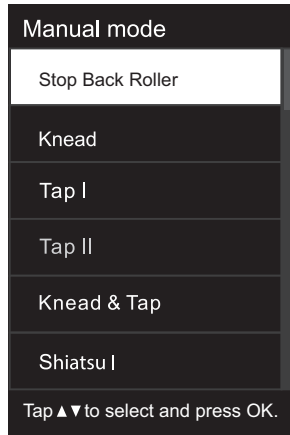 Manual mode
Stop Back Roller
Knead
Tap I
Tap II
Knead & Tap
Shiatsu I
Tap▲▼to select and press OK.